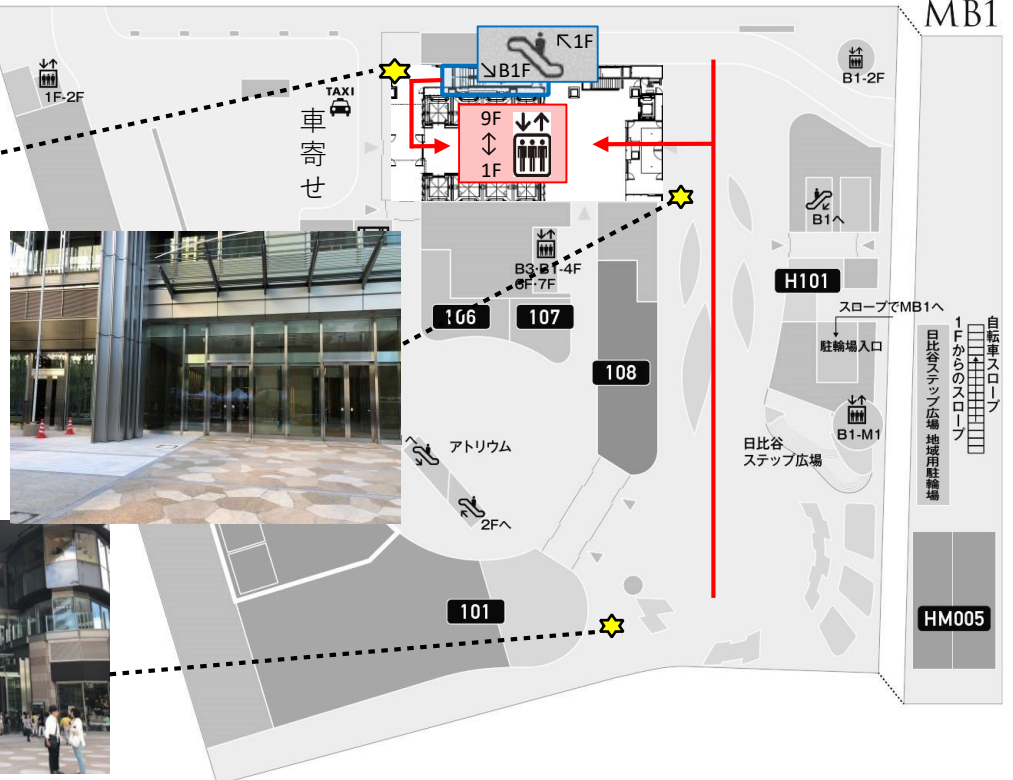 MB1
1F-2F
TAXI
車寄せ
↖1F
↘B1F
9F
↕
1F
B1-2F
B1へ
B3・B1-4F
6F・7F
106
107
108
H101
スロープでMB1へ
駐輪場入口
B1-M1
日比谷
ステップ広場
自転車スロープ
1Fからのスロープ
日比谷ステップ広場 地域用駐輪場
アトリウム
2Fへ
101
HM005